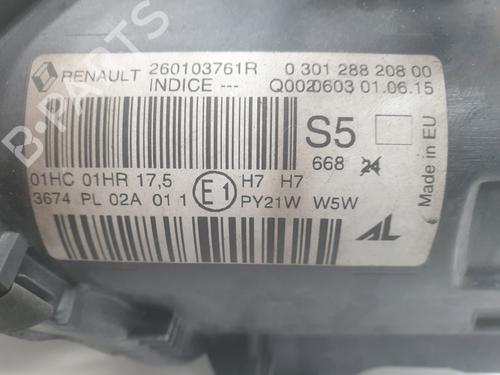 RENAULT 260103761R 0 301 288 208 00
INDICE --- Q0020603 01.06.15
S5
668 24
Made in EU
01HC 01HR 17,5 E1 H7 H7
3674 PL 02A 01 1 PY21W W5W
AL
B-PARTS